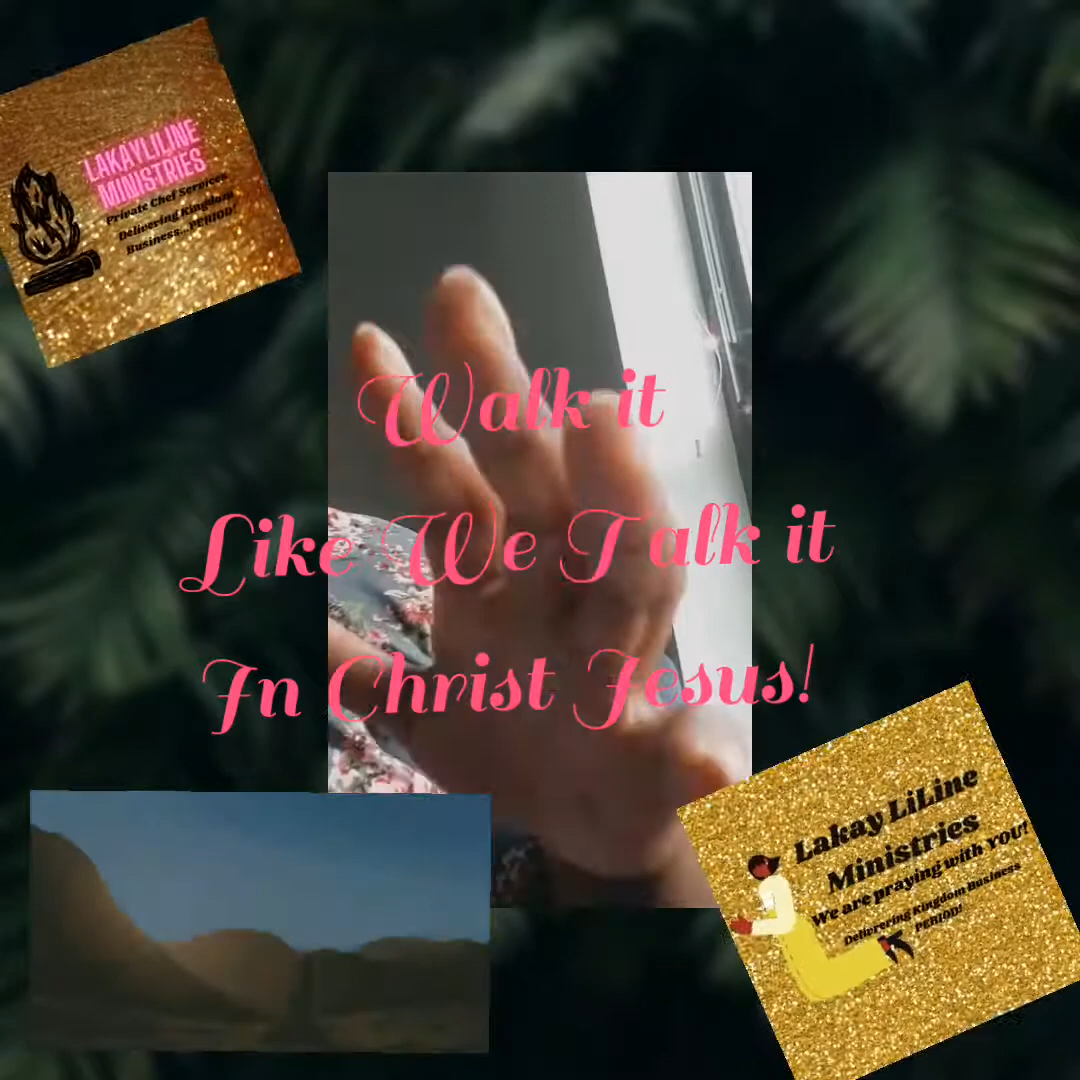 LAKAYLILINE
MINISTRIES
Private Chef Services
Delivering Kingdom
Business...PERIOD!
Walk it
Like We Talk it
In Christ Jesus!
Lakay LiLine
Ministries
We are praying with YOU!
Delivering Kingdom Business
PERIOD!